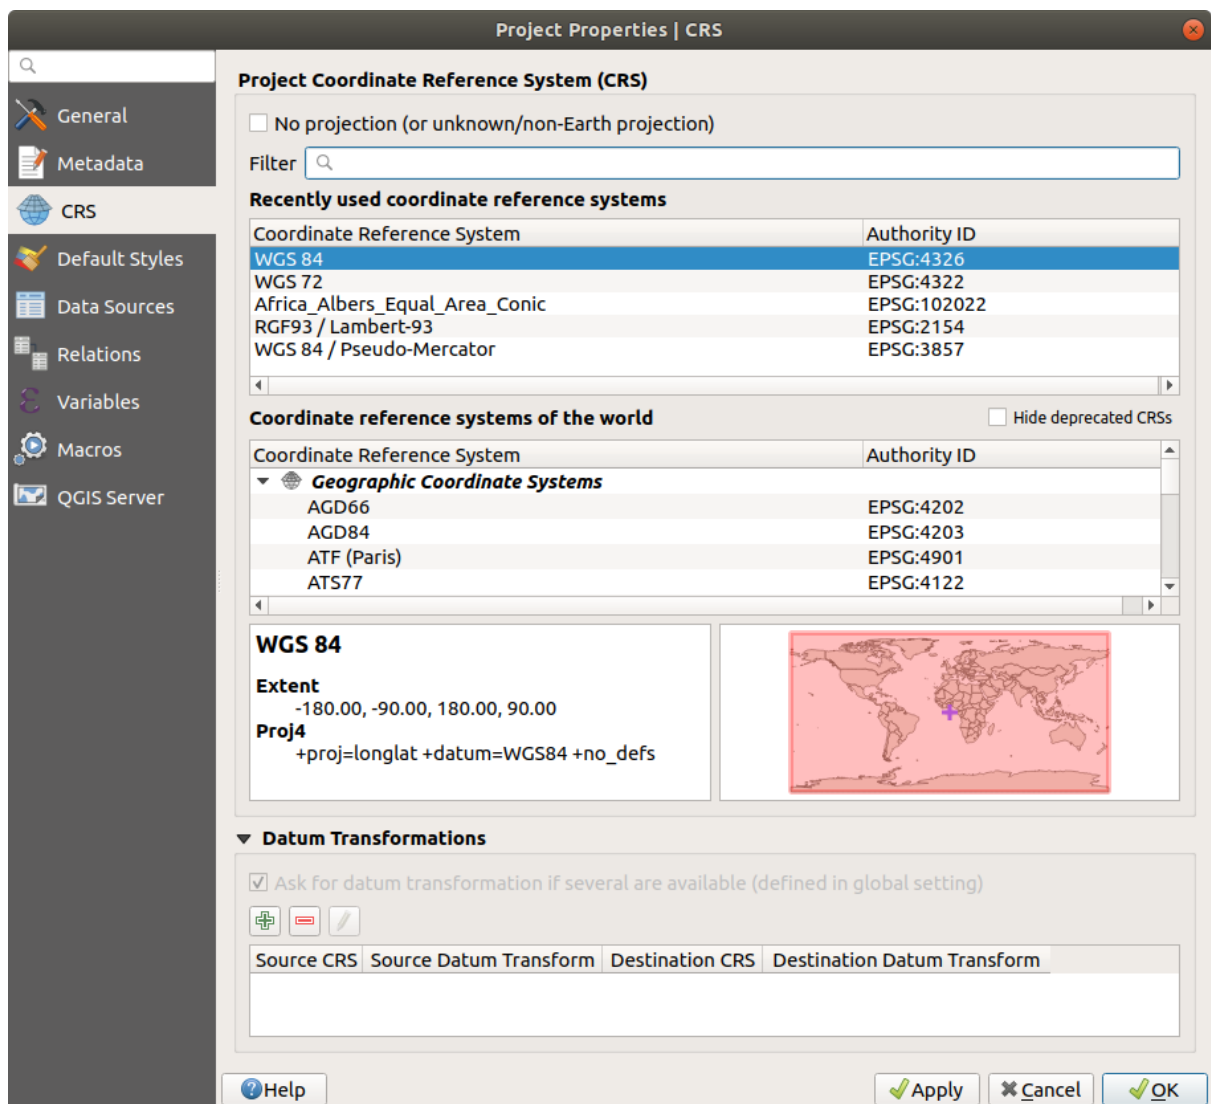 Project Properties | CRS
General
Metadata
CRS
Default Styles
Data Sources
Relations
Variables
Macros
QGIS Server
Project Coordinate Reference System (CRS)
No projection (or unknown/non-Earth projection)
Filter
Recently used coordinate reference systems
Coordinate Reference System Authority ID
WGS 84 EPSG:4326
WGS 72 EPSG:4322
Africa_Albers_Equal_Area_Conic EPSG:102022
RGF93 / Lambert-93 EPSG:2154
WGS 84 / Pseudo-Mercator EPSG:3857
Coordinate reference systems of the world Hide deprecated CRSs
Coordinate Reference System Authority ID
Geographic Coordinate Systems
AGD66 EPSG:4202
AGD84 EPSG:4203
ATF (Paris) EPSG:4901
ATS77 EPSG:4122
WGS 84
Extent
-180.00, -90.00, 180.00, 90.00
Proj4
+proj=longlat +datum=WGS84 +no_defs
Datum Transformations
Ask for datum transformation if several are available (defined in global setting)
Source CRS Source Datum Transform Destination CRS Destination Datum Transform
Help Apply Cancel OK